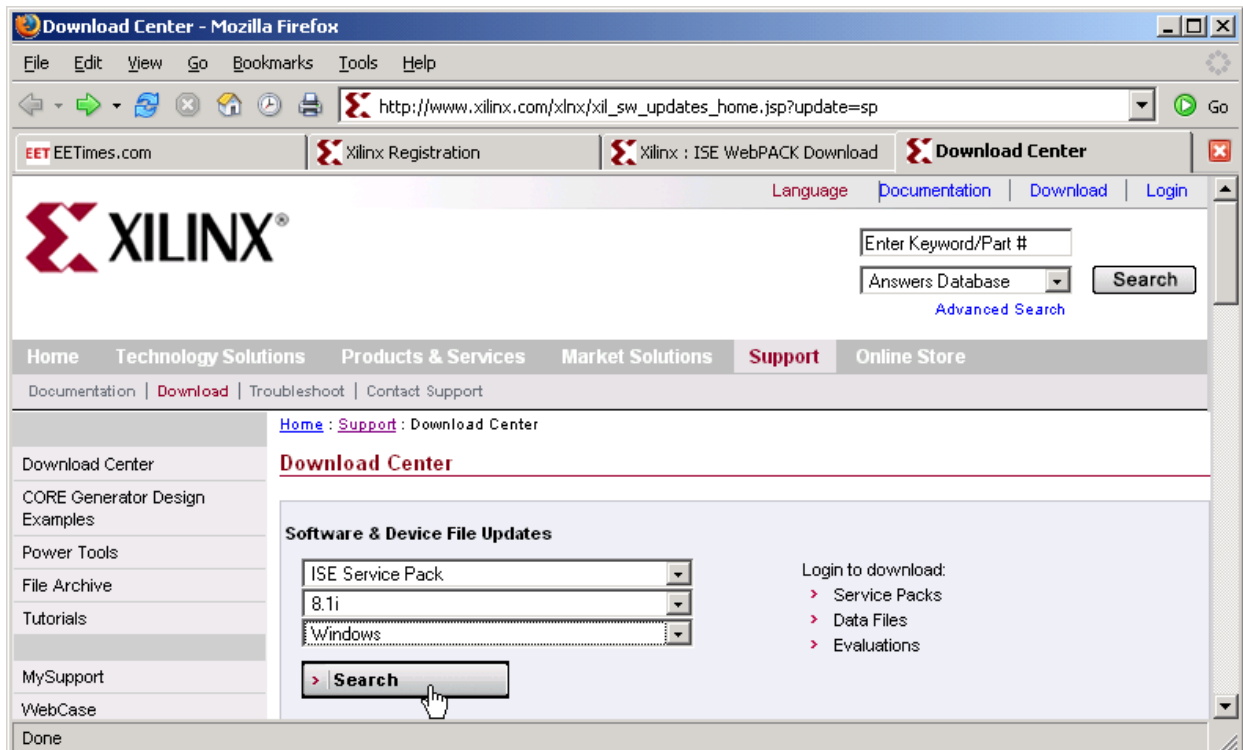 Download Center - Mozilla Firefox
File Edit View Go Bookmarks Tools Help
http://www.xilinx.com/xlnx/xil_sw_updates_home.jsp?update=sp Go
EET EETimes.com Xilinx Registration Xilinx : ISE WebPACK Download Download Center
Language Documentation | Download | Login
XILINX®
Enter Keyword/Part #
Answers Database Search
Advanced Search
Home Technology Solutions Products & Services Market Solutions Support Online Store
Documentation | Download | Troubleshoot | Contact Support
Home : Support : Download Center
Download Center
CORE Generator Design
Examples
Power Tools
File Archive
Tutorials
MySupport
WebCase
Download Center
Software & Device File Updates
ISE Service Pack
8.1i
Windows
Search
Login to download:
Service Packs
Data Files
Evaluations
Done